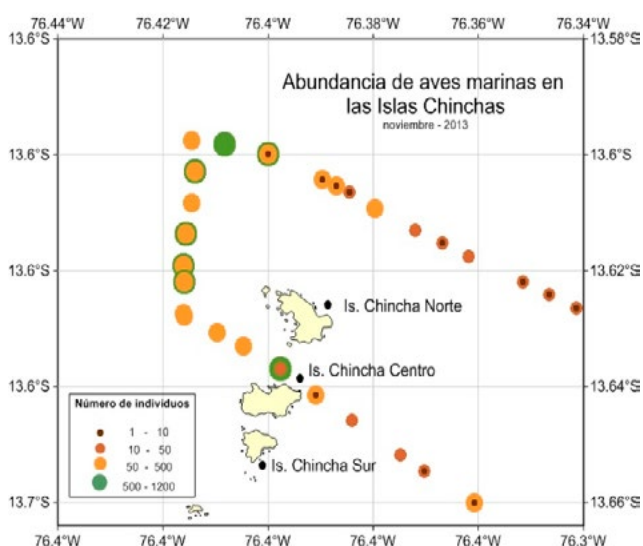 76.44°W 76.42°W 76.4°W 76.38°W 76.36°W 76.34°W
13.6°S 13.58°S
Abundancia de aves marinas en
las Islas Chinchas
noviembre - 2013
13.6°S 13.6°S
13.6°S 13.62°S
Is. Chincha Norte
Is. Chincha Centro
13.6°S 13.64°S
Número de individuos
1 - 10
10 - 50
50 - 500
500 - 1200
Is. Chincha Sur
13.7°S 13.66°S
76.4°W 76.4°W 76.4°W 76.4°W 76.4°W 76.3°W